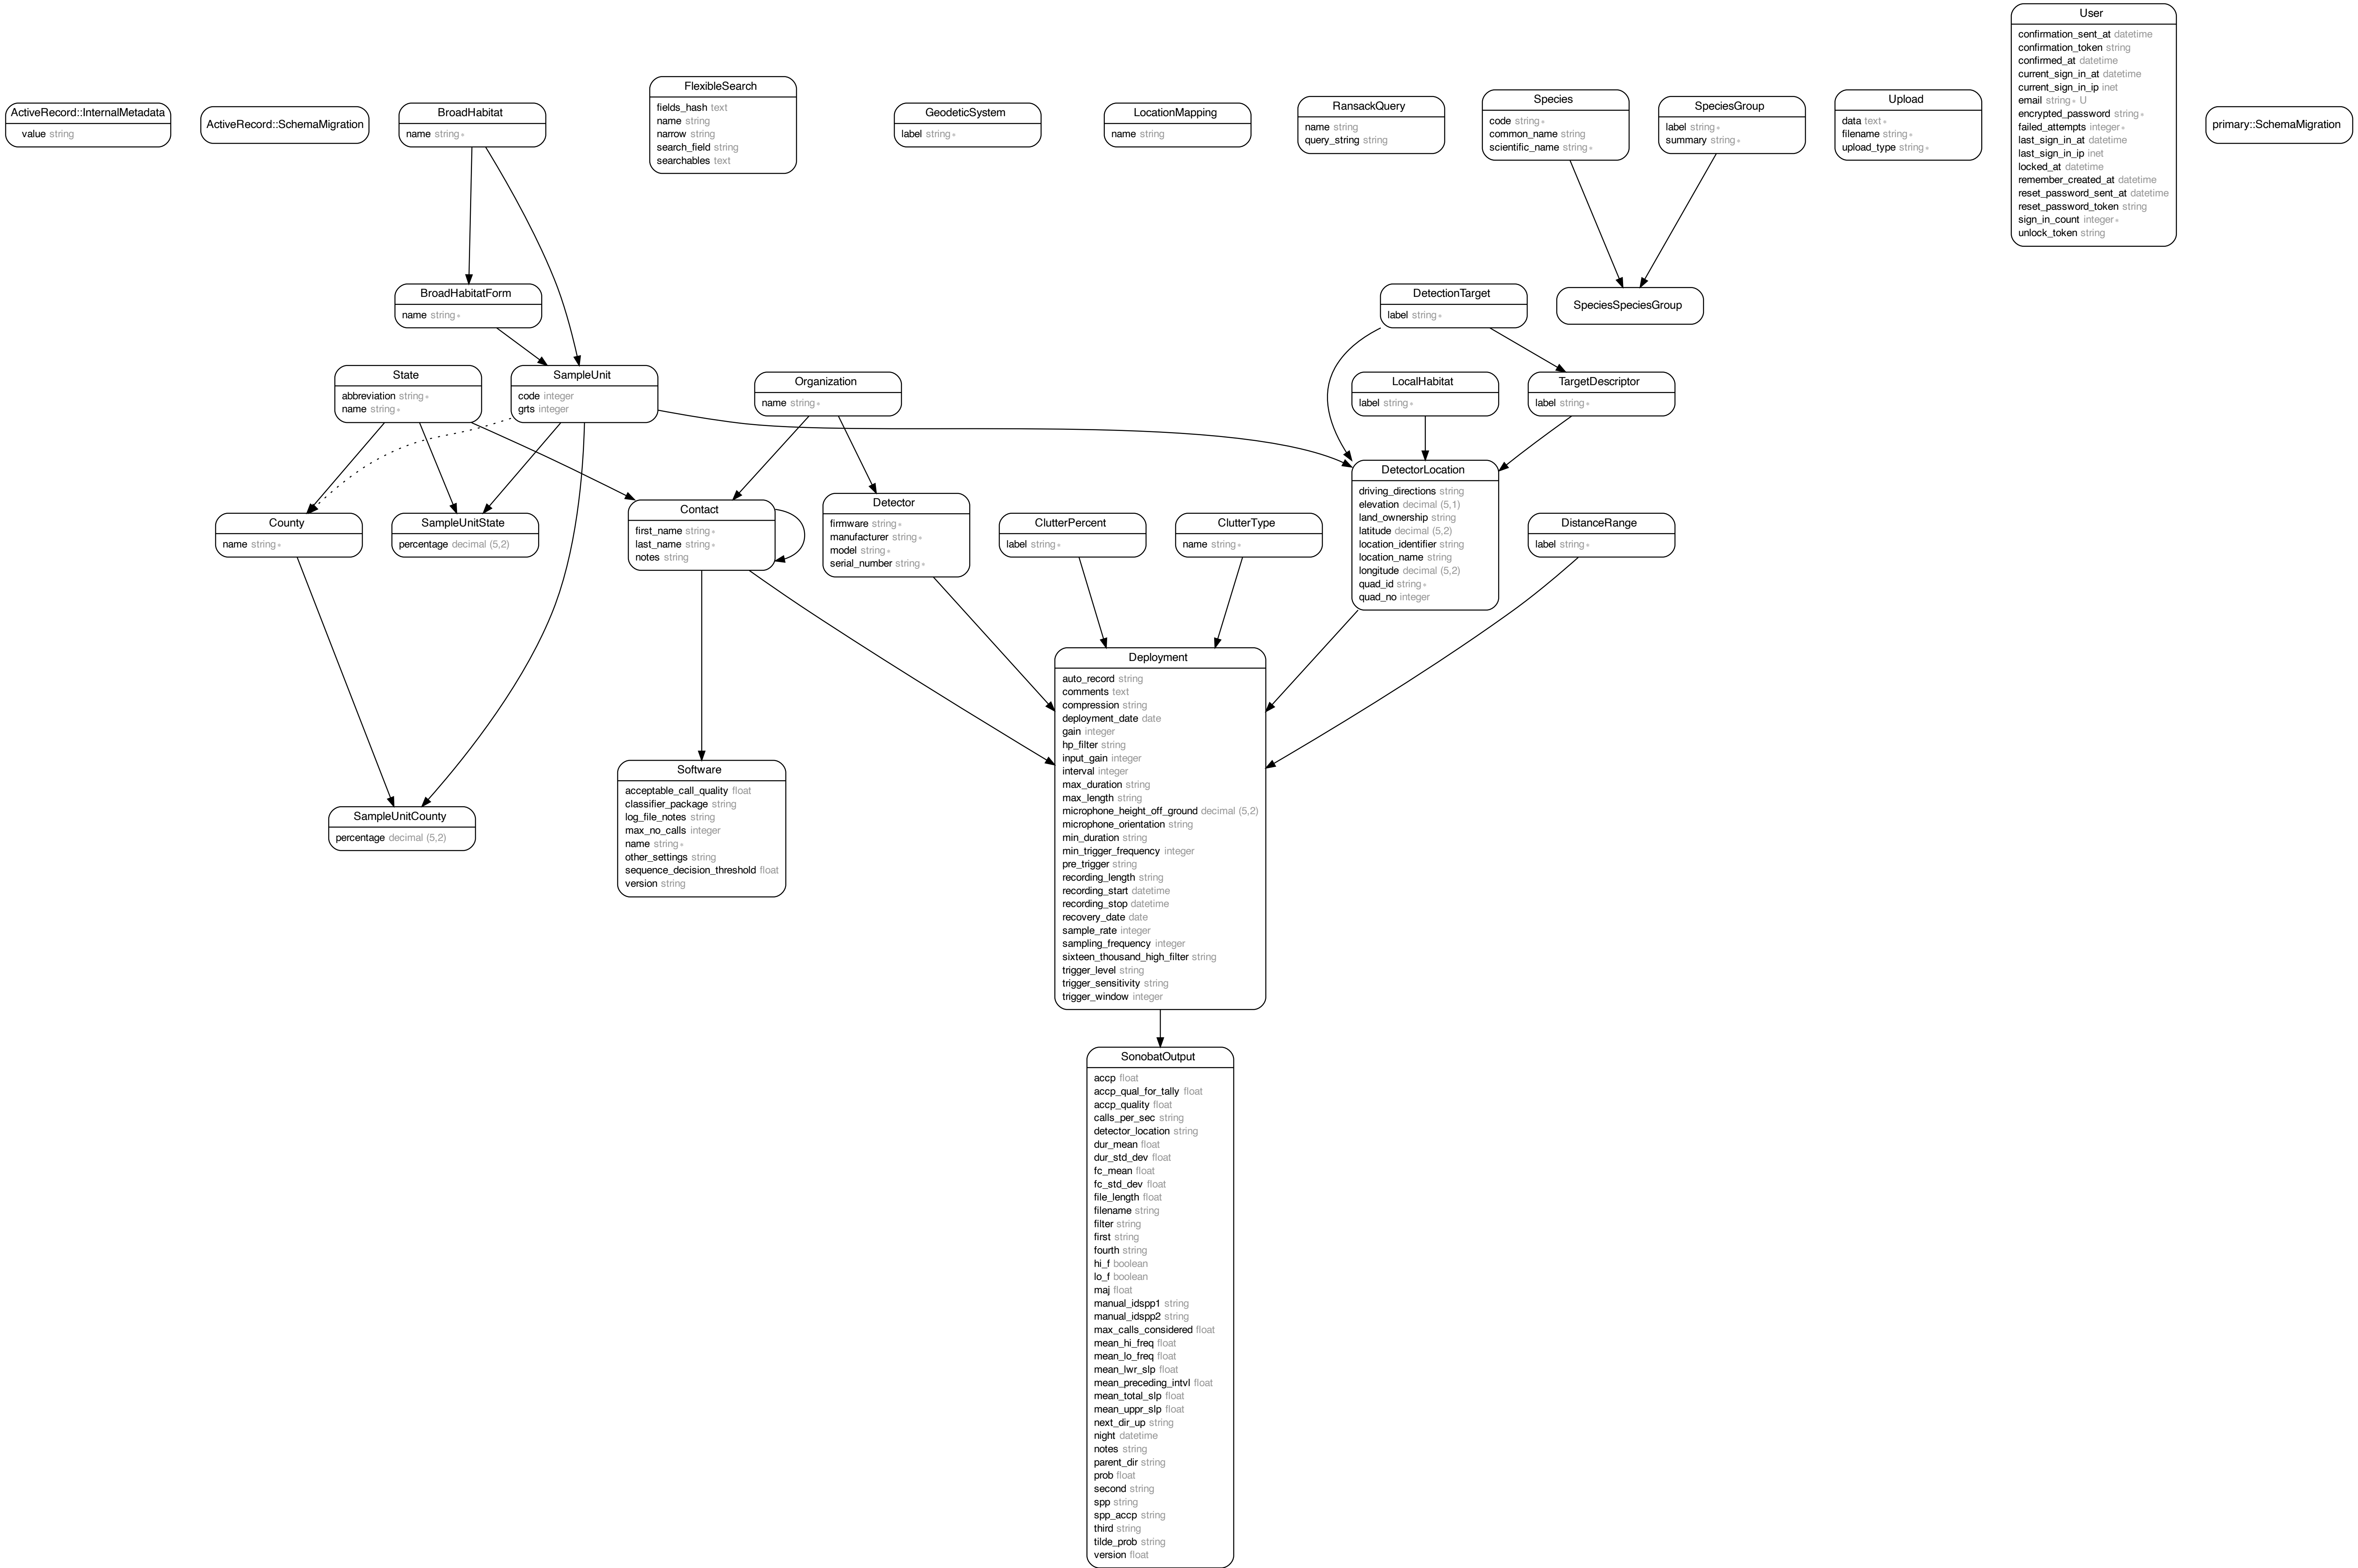 User
confirmation_sent_at datetime
confirmation_token string
confirmed_at datetime
current_sign_in_at datetime
current_sign_in_ip inet
email string∗ U
encrypted_password string∗
failed_attempts integer∗
last_sign_in_at datetime
last_sign_in_ip inet
locked_at datetime
remember_created_at datetime
reset_password_sent_at datetime
reset_password_token string
sign_in_count integer∗
unlock_token string
ActiveRecord::InternalMetadata
value string
ActiveRecord::SchemaMigration
BroadHabitat
name string∗
FlexibleSearch
fields_hash text
name string
narrow string
search_field string
searchables text
GeodeticSystem
label string∗
LocationMapping
name string
RansackQuery
name string
query_string string
Species
code string∗
common_name string
scientific_name string∗
SpeciesGroup
label string∗
summary string∗
Upload
data text∗
filename string∗
upload_type string∗
primary::SchemaMigration
BroadHabitatForm
name string∗
DetectionTarget
label string∗
SpeciesSpeciesGroup
State
abbreviation string∗
name string∗
SampleUnit
code integer
grts integer
Organization
name string∗
LocalHabitat
label string∗
TargetDescriptor
label string∗
County
name string∗
SampleUnitState
percentage decimal (5,2)
Contact
first_name string∗
last_name string∗
notes string
Detector
firmware string∗
manufacturer string∗
model string∗
serial_number string∗
ClutterPercent
label string∗
ClutterType
name string∗
DetectorLocation
driving_directions string
elevation decimal (5,1)
land_ownership string
latitude decimal (5,2)
location_identifier string
location_name string
longitude decimal (5,2)
quad_id string∗
quad_no integer
DistanceRange
label string∗
SampleUnitCounty
percentage decimal (5,2)
Software
acceptable_call_quality float
classifier_package string
log_file_notes string
max_no_calls integer
name string∗
other_settings string
sequence_decision_threshold float
version string
Deployment
auto_record string
comments text
compression string
deployment_date date
gain integer
hp_filter string
input_gain integer
interval integer
max_duration string
max_length string
microphone_height_off_ground decimal (5,2)
microphone_orientation string
min_duration string
min_trigger_frequency integer
pre_trigger string
recording_length string
recording_start datetime
recording_stop datetime
recovery_date date
sample_rate integer
sampling_frequency integer
sixteen_thousand_high_filter string
trigger_level string
trigger_sensitivity string
trigger_window integer
SonobatOutput
accp float
accp_qual_for_tally float
accp_quality float
calls_per_sec string
detector_location string
dur_mean float
dur_std_dev float
fc_mean float
fc_std_dev float
file_length float
filename string
filter string
first string
fourth string
hi_f boolean
lo_f boolean
maj float
manual_idspp1 string
manual_idspp2 string
max_calls_considered float
mean_hi_freq float
mean_lo_freq float
mean_lwr_slp float
mean_preceding_intvl float
mean_total_slp float
mean_uppr_slp float
next_dir_up string
night datetime
notes string
parent_dir string
prob float
second string
spp string
spp_accp string
third string
tilde_prob string
version float